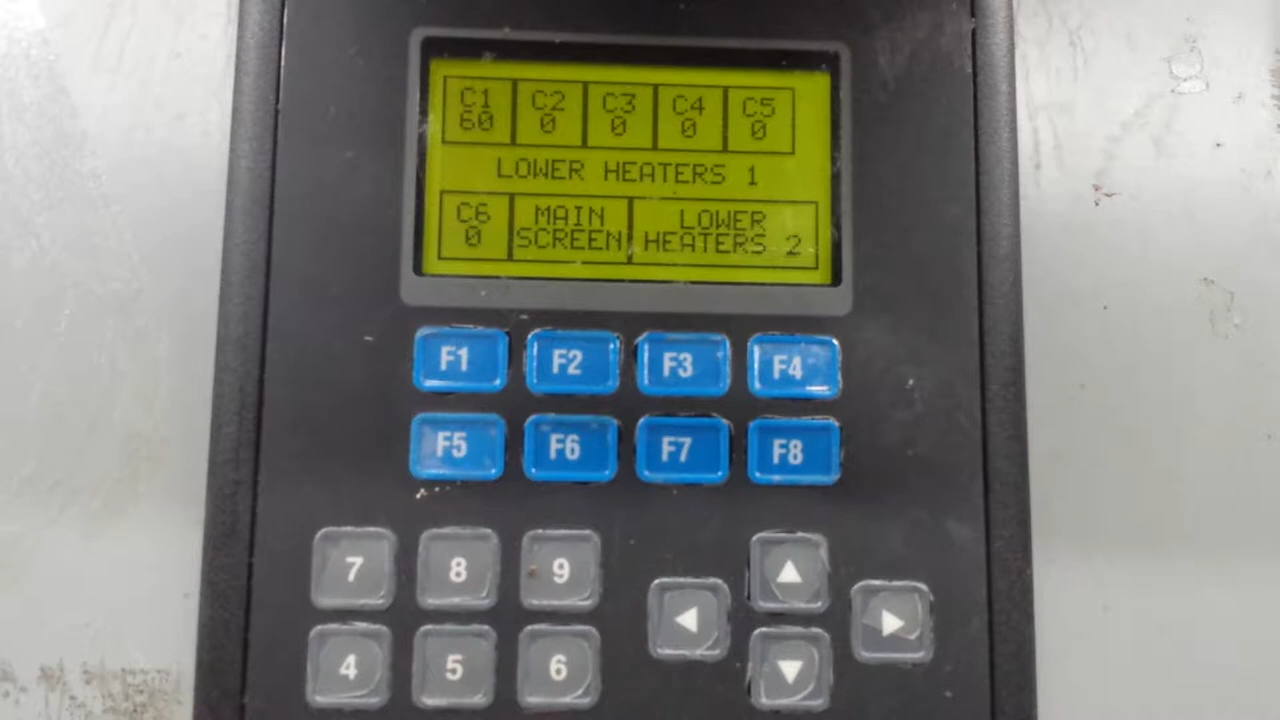 C1 C2 C3 C4 C5
60 0 0 0 0
LOWER HEATERS 1
C6 MAIN LOWER
0 SCREEN HEATERS 2
F1 F2 F3 F4
F5 F6 F7 F8
7 8 9
4 5 6